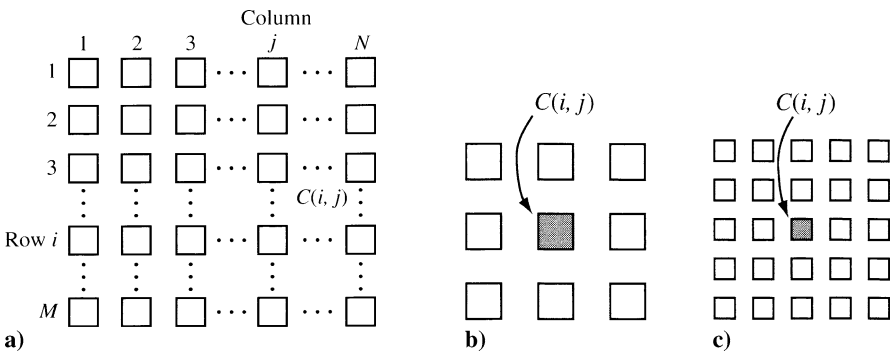 Column
1 2 3 ··· j ··· N
1
2
3
C(i, j)
Row i
M
a)
C(i, j)
b)
C(i, j)
c)